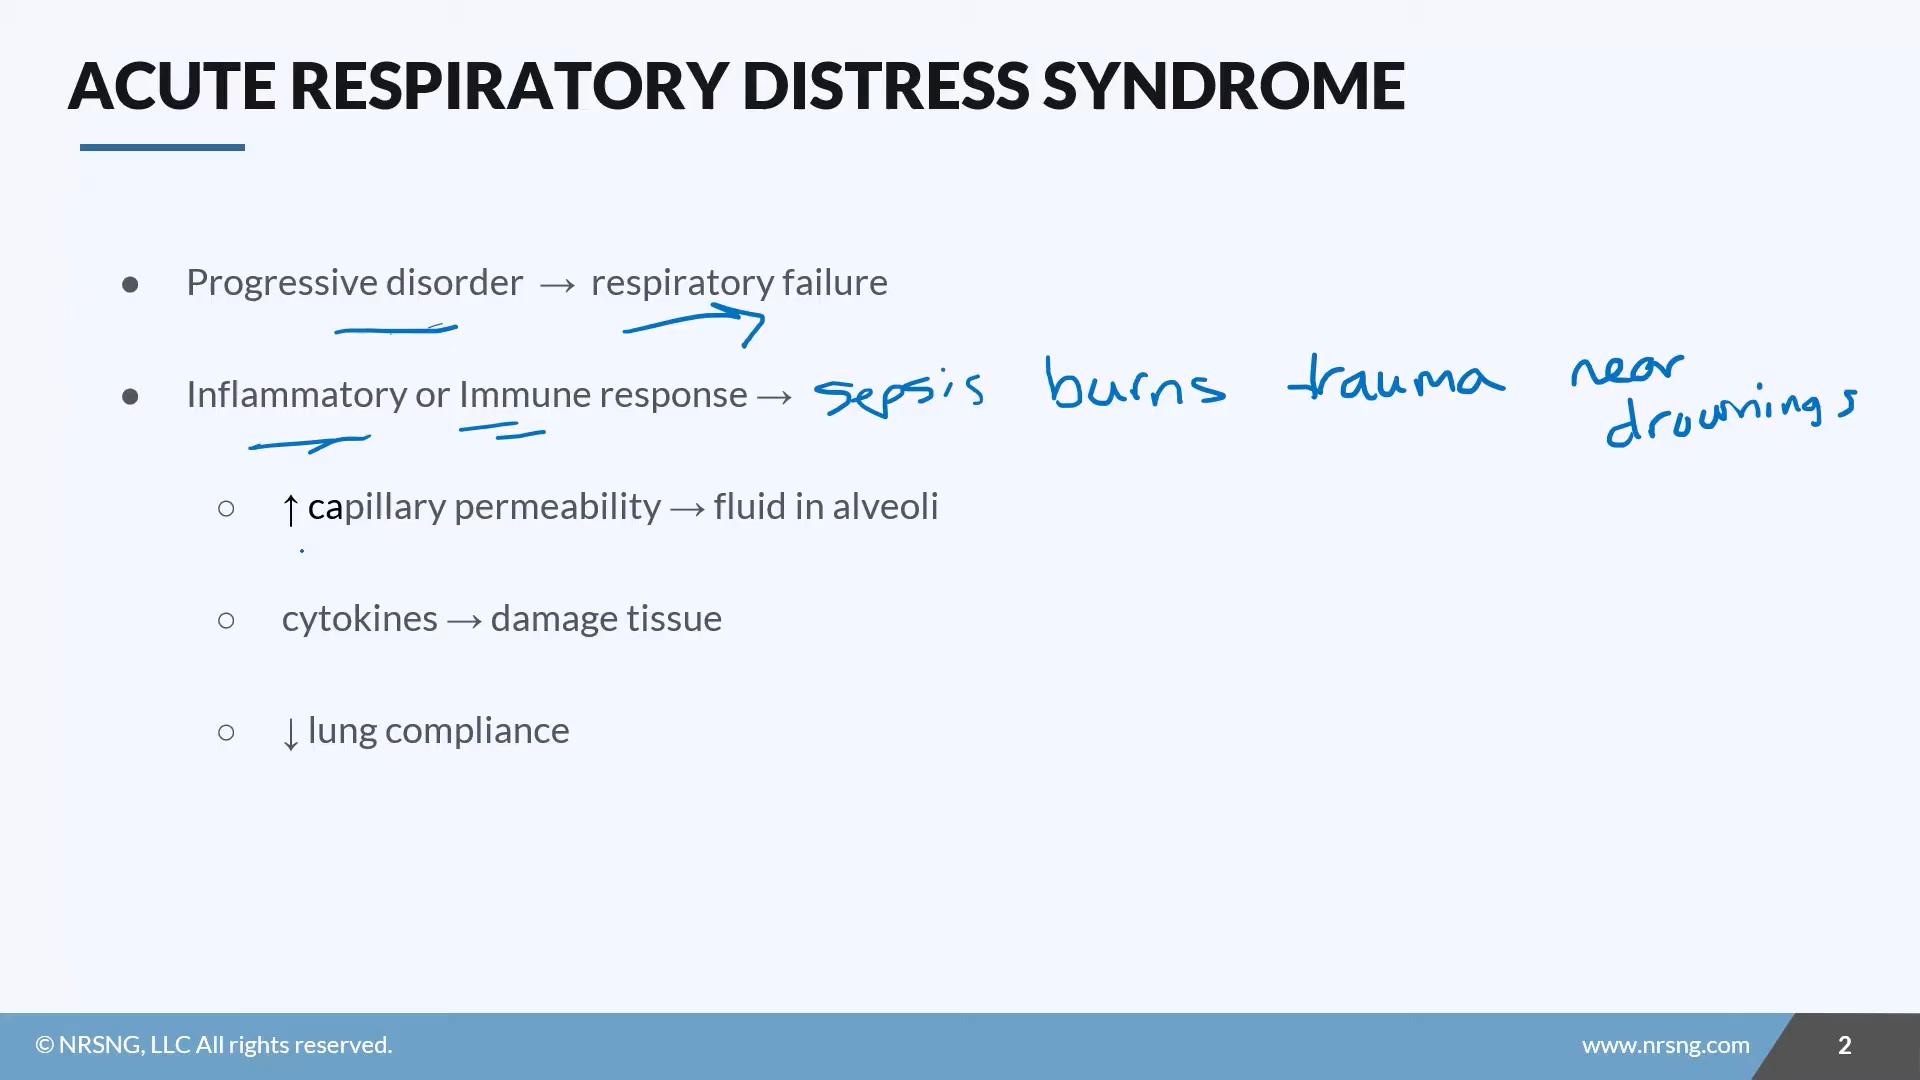 ACUTE RESPIRATORY DISTRESS SYNDROME
● Progressive disorder → respiratory failure
● Inflammatory or Immune response → sepsis burns trauma near
drownings
○ ↑ capillary permeability → fluid in alveoli
○ cytokines → damage tissue
○ ↓ lung compliance
© NRSNG, LLC All rights reserved. www.nrsng.com 2